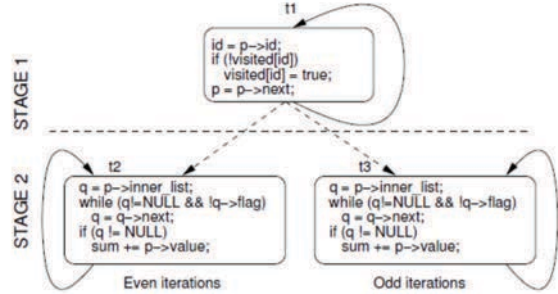 t1
id = p->id;
if (!visited[id])
visited[id] = true;
p = p->next;
STAGE 1
STAGE 2
t2
q = p->inner_list;
while (q!=NULL && !q->flag)
q = q->next;
if (q != NULL)
sum += p->value;
Even iterations
t3
q = p->inner_list;
while (q!=NULL && !q->flag)
q = q->next;
if (q != NULL)
sum += p->value;
Odd iterations